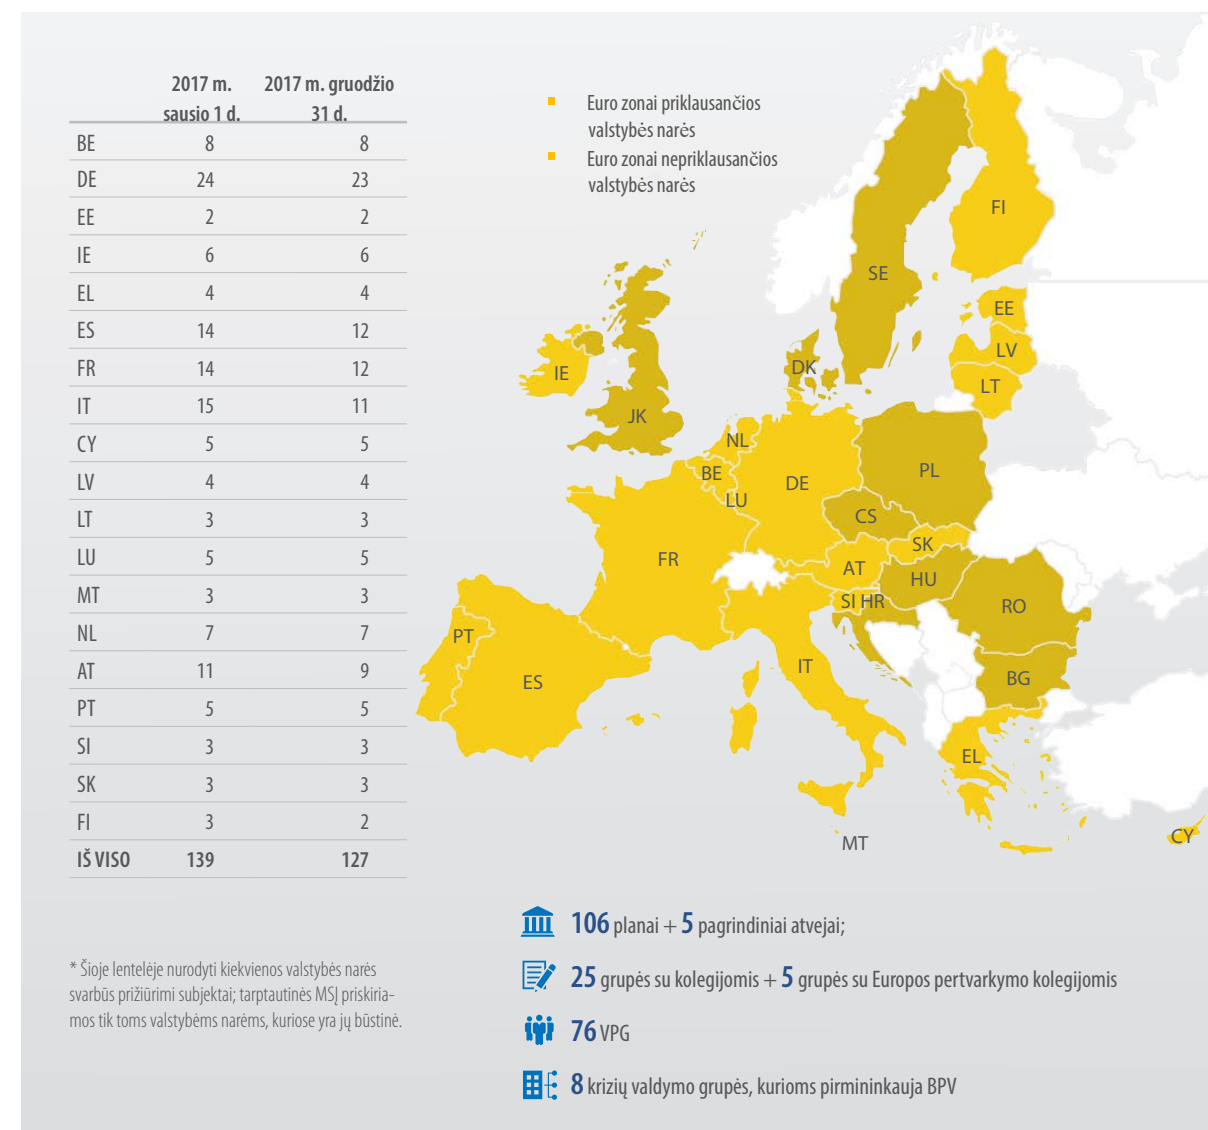 2017 m. sausio 1 d.
2017 m. gruodžio 31 d.
BE 8 8
DE 24 23
EE 2 2
IE 6 6
EL 4 4
ES 14 12
FR 14 12
IT 15 11
CY 5 5
LV 4 4
LT 3 3
LU 5 5
MT 3 3
NL 7 7
AT 11 9
PT 5 5
SI 3 3
SK 3 3
FI 3 2
IŠ VISO 139 127
* Šioje lentelėje nurodyti kiekvienos valstybės narės
svarbūs prižiūrimi subjektai; tarptautinės MSĮ priskiria-
mos tik toms valstybėms narėms, kuriose yra jų būstinė.
Euro zonai priklausančios
valstybės narės
Euro zonai nepriklausančios
valstybės narės
FI
SE
EE
LV
LT
DK
IE
JK
NL
BE
LU
DE
PL
CS
SK
FR
AT
HU
SI HR
RO
PT
ES
IT
BG
EL
MT
CY
106 planai + 5 pagrindiniai atvejai;
25 grupės su kolegijomis + 5 grupės su Europos pertvarkymo kolegijomis
76 VPG
8 krizių valdymo grupės, kurioms pirmininkauja BPV